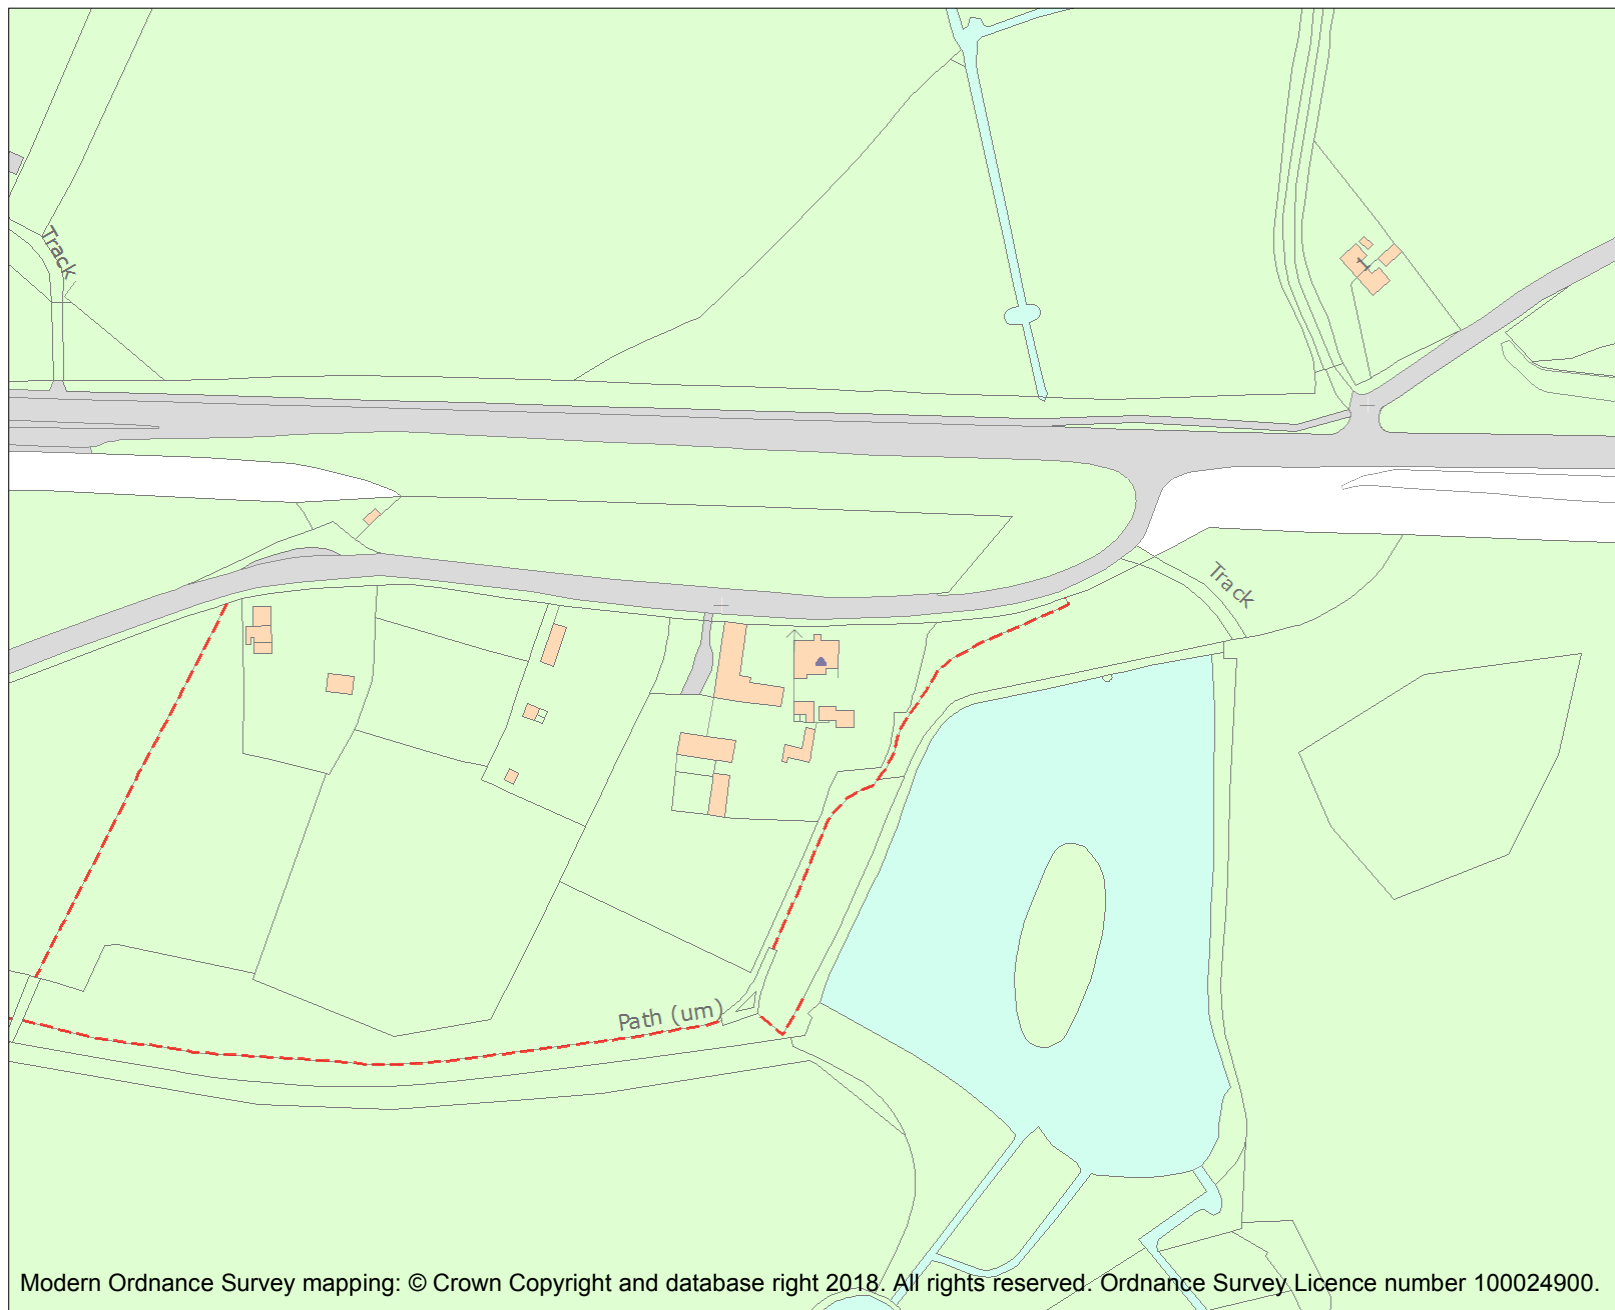 Track
Track
Path (um)
Modern Ordnance Survey mapping: © Crown Copyright and database right 2018. All rights reserved. Ordnance Survey Licence number 100024900.